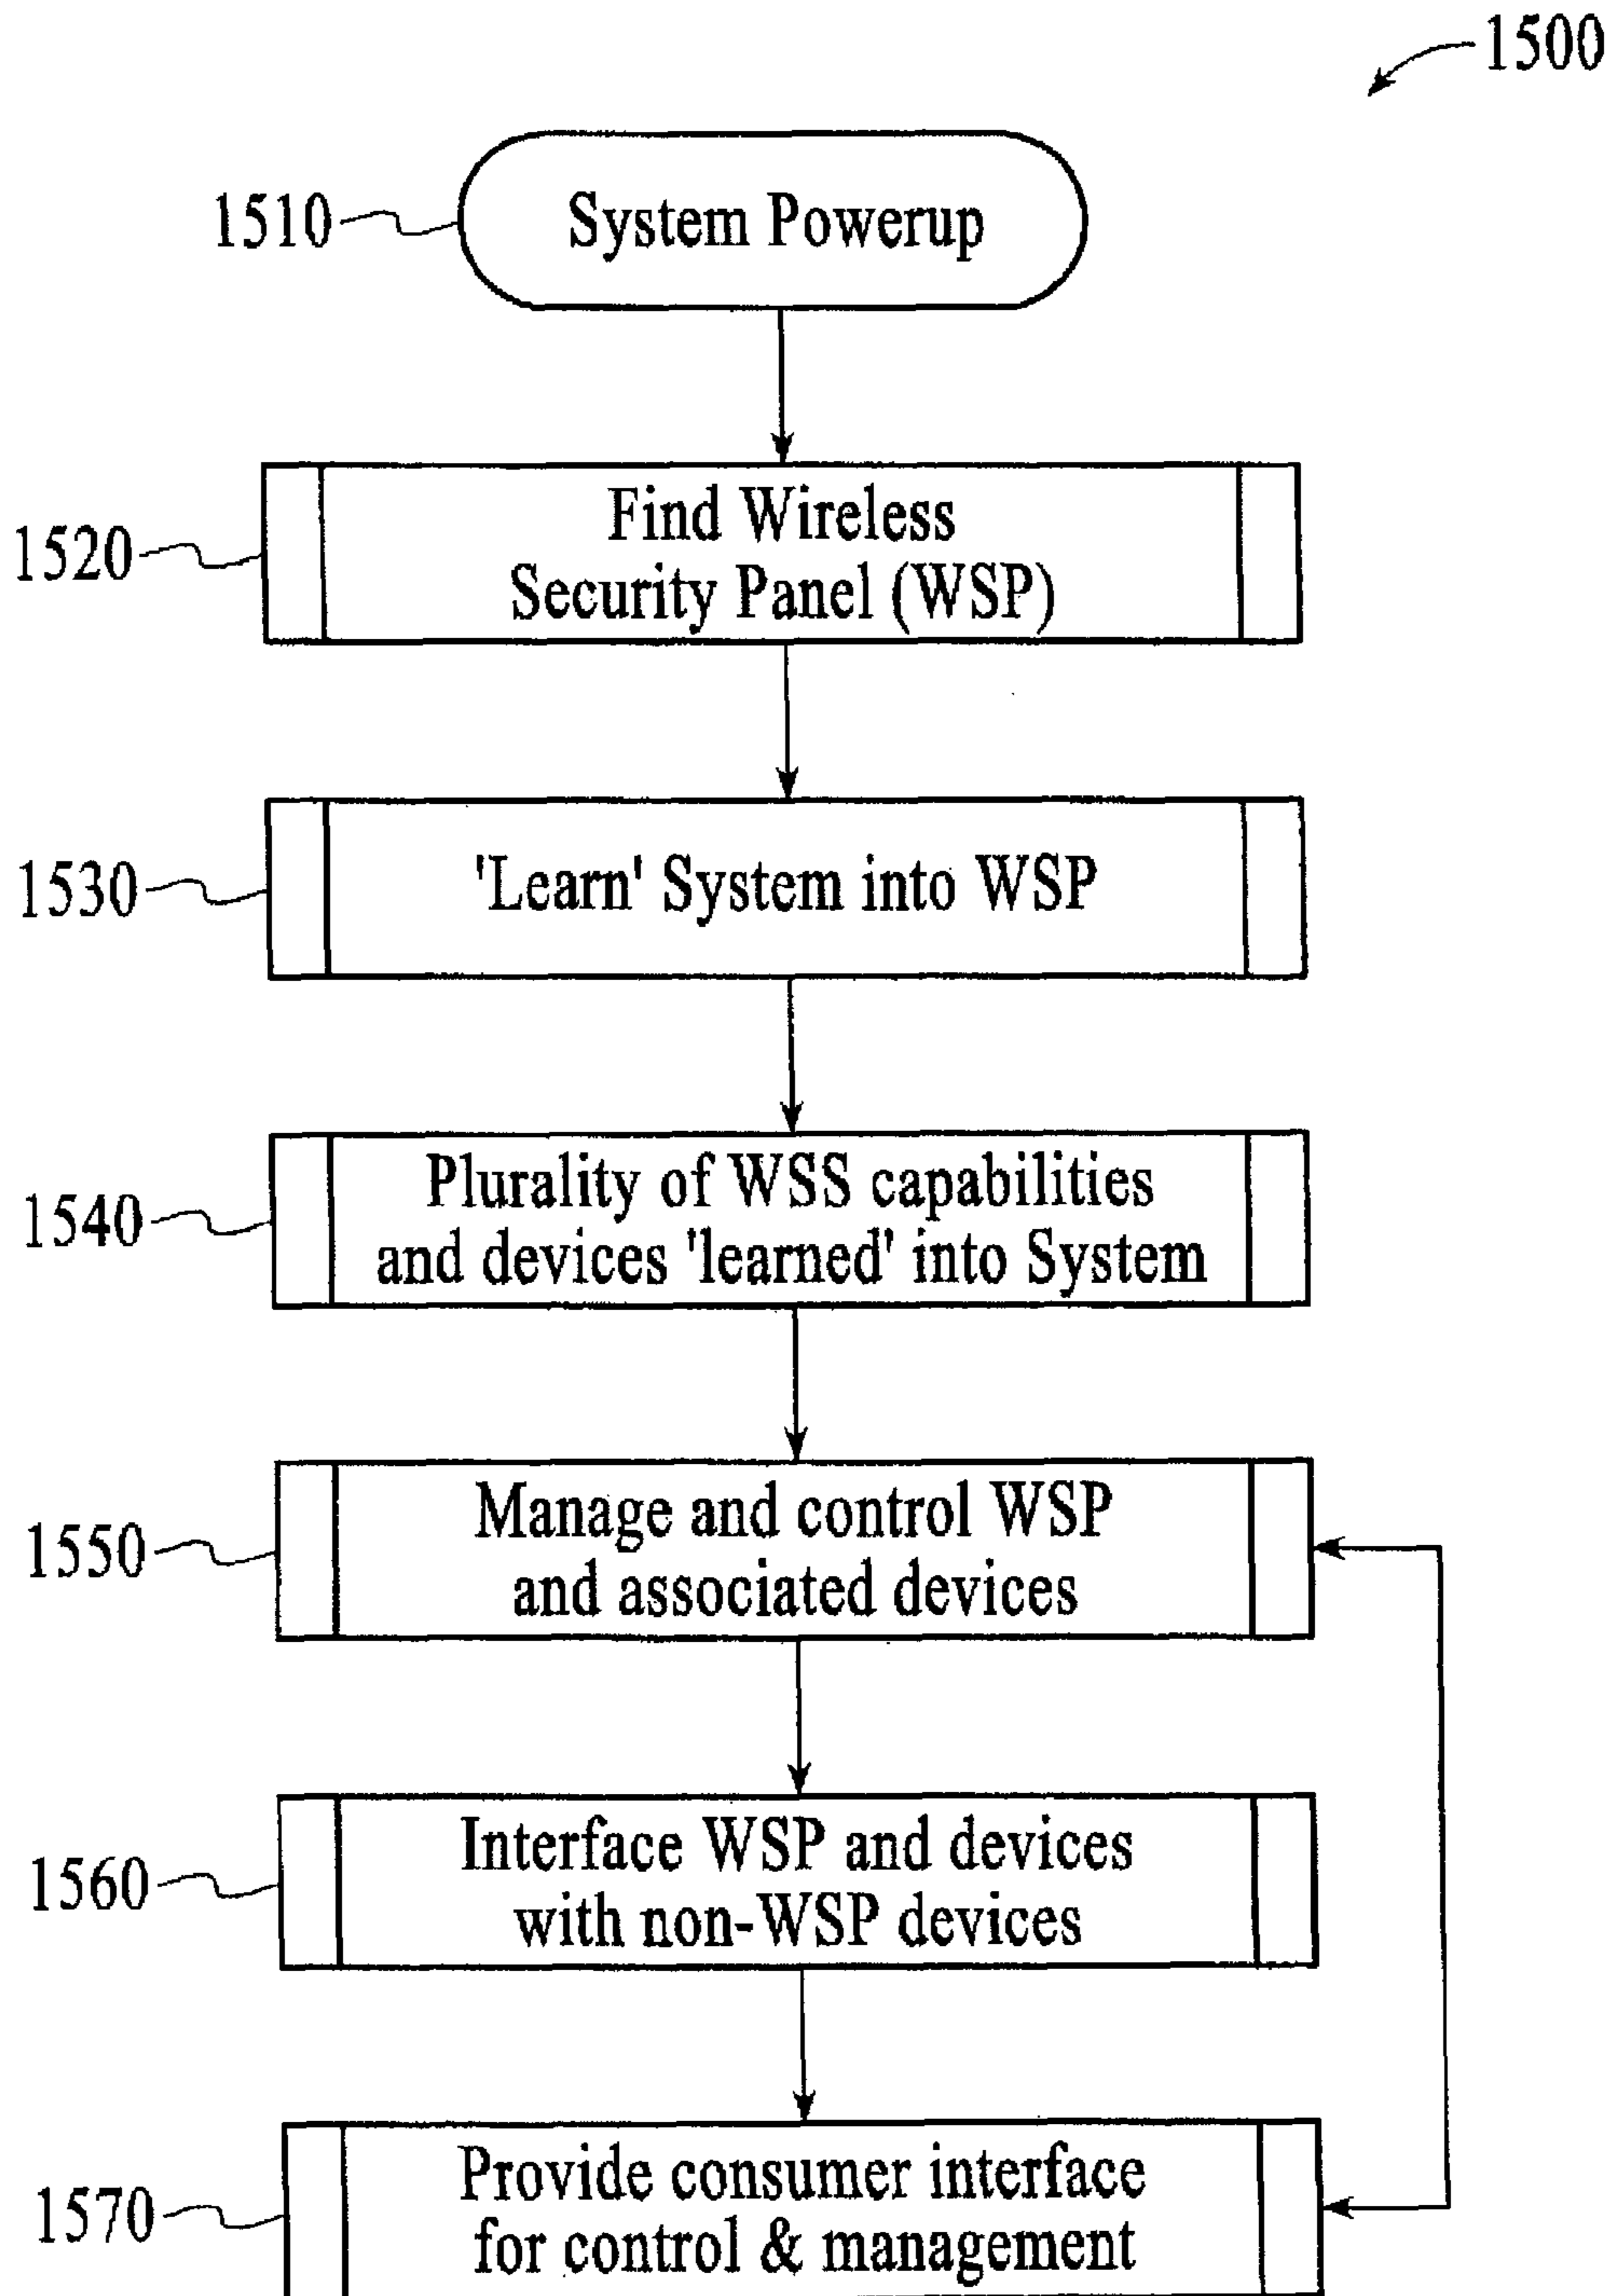 1500
1510
System Powerup
1520
Find Wireless
Security Panel (WSP)
1530
'Learn' System into WSP
1540
Plurality of WSS capabilities
and devices 'learned' into System
1550
Manage and control WSP
and associated devices
1560
Interface WSP and devices
with non-WSP devices
1570
Provide consumer interface
for control & management